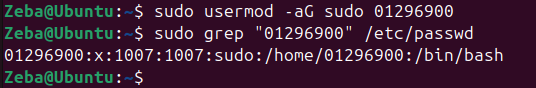 Zeba@Ubuntu:~$ sudo usermod -aG sudo 01296900
Zeba@Ubuntu:~$ sudo grep "01296900" /etc/passwd
01296900:x:1007:1007:sudo:/home/01296900:/bin/bash
Zeba@Ubuntu:~$